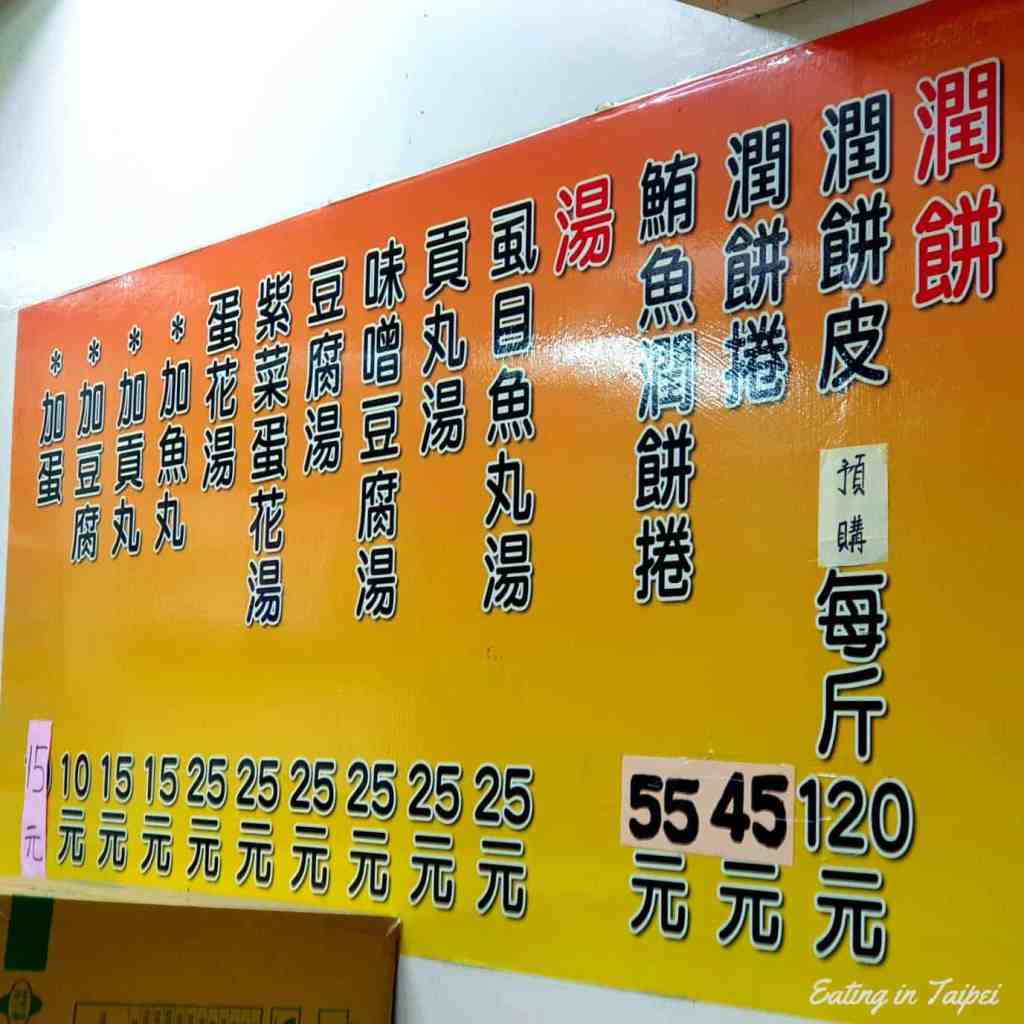 潤餅
潤餅皮 預購 每斤 120元
潤餅捲 45元
鮪魚潤餅捲 55元
湯
虱目魚丸湯 25元
貢丸湯 25元
味噌豆腐湯 25元
豆腐湯 25元
紫菜蛋花湯 25元
蛋花湯 25元
*加魚丸 15元
*加貢丸 15元
*加豆腐 10元
*加蛋 15元
Eating in Taipei